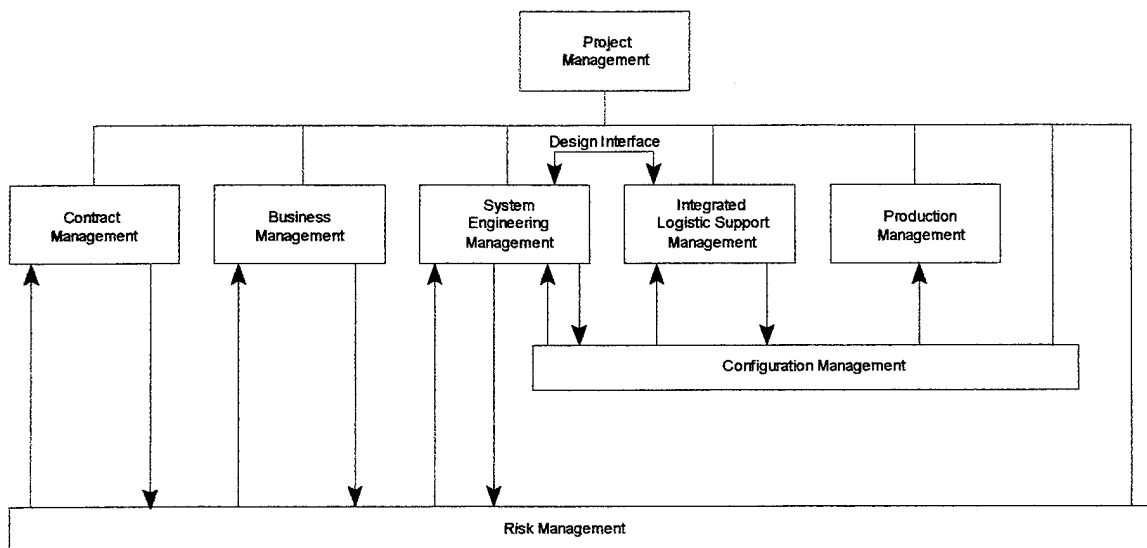 Project
Management
Design Interface
Contract
Management
Business
Management
System
Engineering
Management
Integrated
Logistic Support
Management
Production
Management
Configuration Management
Risk Management